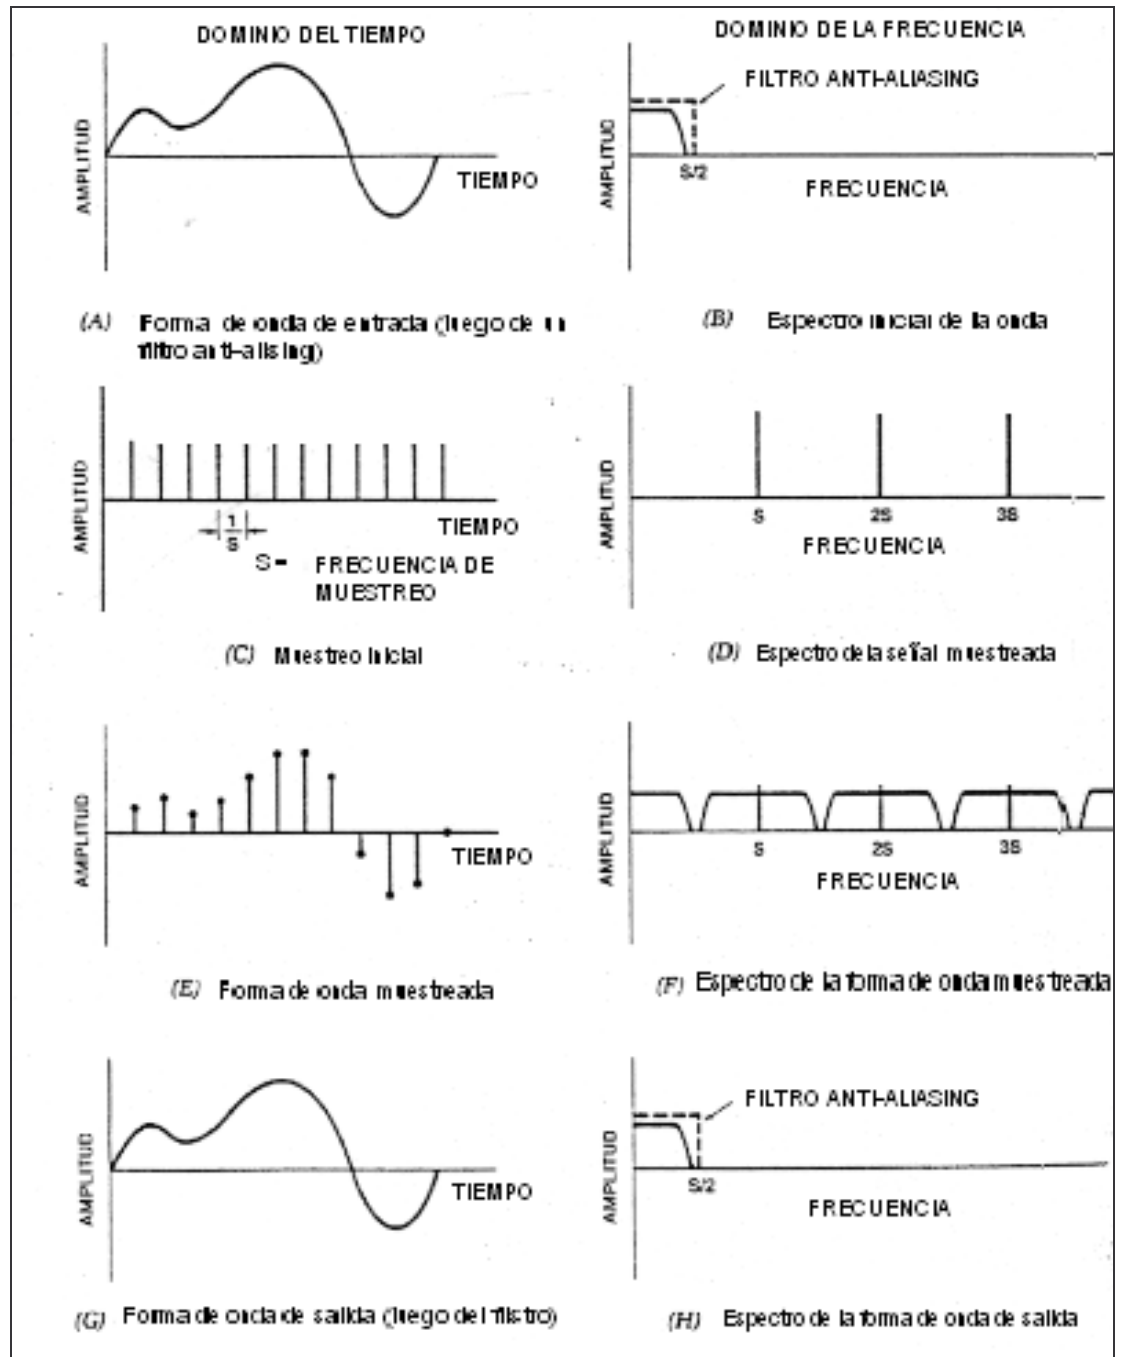 DOMINIO DEL TIEMPO
DOMINIO DE LA FRECUENCIA
AMPLITUD
TIEMPO
AMPLITUD
FILTRO ANTI-ALIASING
S/2
FRECUENCIA
(A) Forma de onda de entrada (luego de un
filtro anti-alising)
(B) Espectro inicial de la onda
AMPLITUD
1/S
TIEMPO
S = FRECUENCIA DE
MUESTREO
AMPLITUD
S 2S 3S
FRECUENCIA
(C) Muestreo inicial
(D) Espectro de la señal muestreada
AMPLITUD
TIEMPO
AMPLITUD
S 2S 3S
FRECUENCIA
(E) Forma de onda muestreada
(F) Espectro de la forma de onda muestreada
AMPLITUD
TIEMPO
AMPLITUD
FILTRO ANTI-ALIASING
S/2
FRECUENCIA
(G) Forma de onda de salida (luego del filstro)
(H) Espectro de la forma de onda de salida